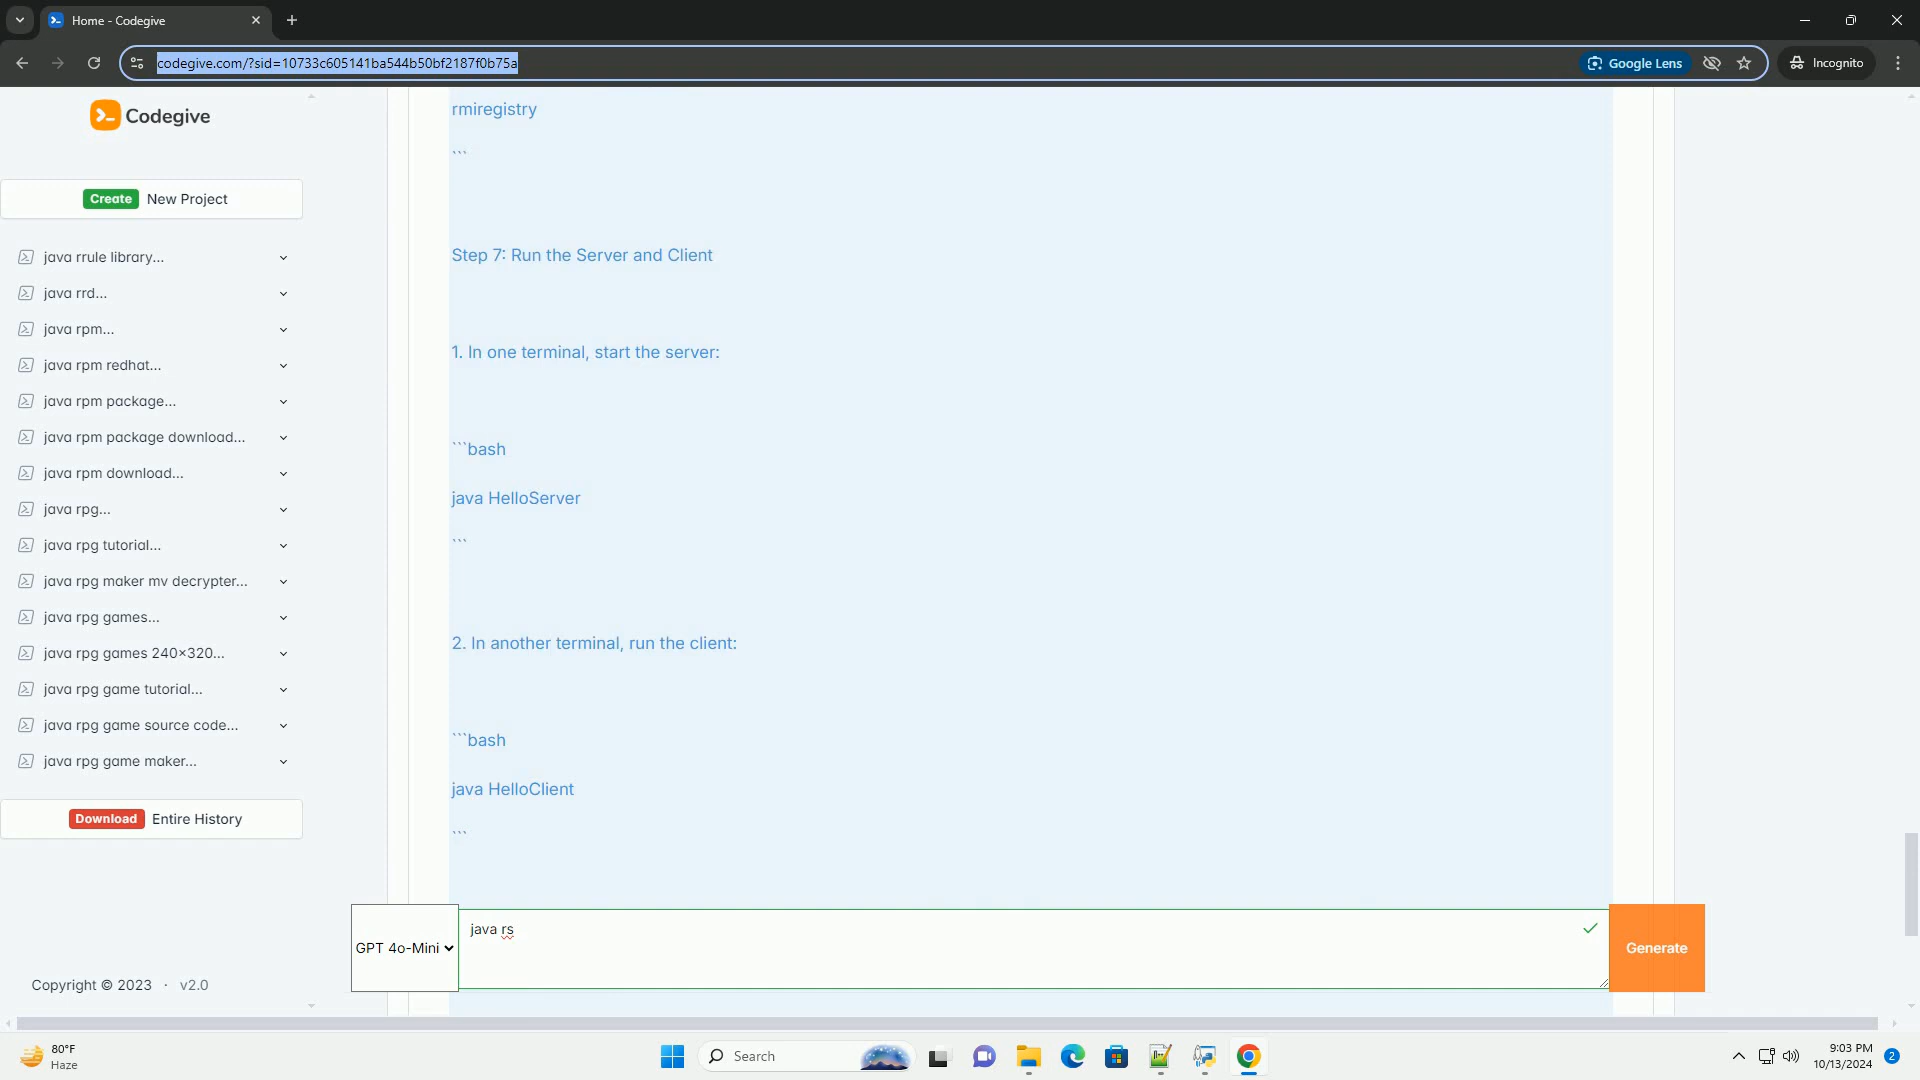 Home - Codegive
codegive.com/?sid=10733c605141ba544b50bf2187f0b75a
Google Lens
Incognito
Codegive
Create New Project
java rrule library...
java rrd...
java rpm...
java rpm redhat...
java rpm package...
java rpm package download...
java rpm download...
java rpg...
java rpg tutorial...
java rpg maker mv decrypter...
java rpg games...
java rpg games 240×320...
java rpg game tutorial...
java rpg game source code...
java rpg game maker...
Download Entire History
Copyright © 2023 · v2.0
rmiregistry
```
Step 7: Run the Server and Client
1. In one terminal, start the server:
```bash
java HelloServer
```
2. In another terminal, run the client:
```bash
java HelloClient
```
GPT 4o-Mini
java rs
Generate
80°F
Haze
Search
9:03 PM
10/13/2024
2